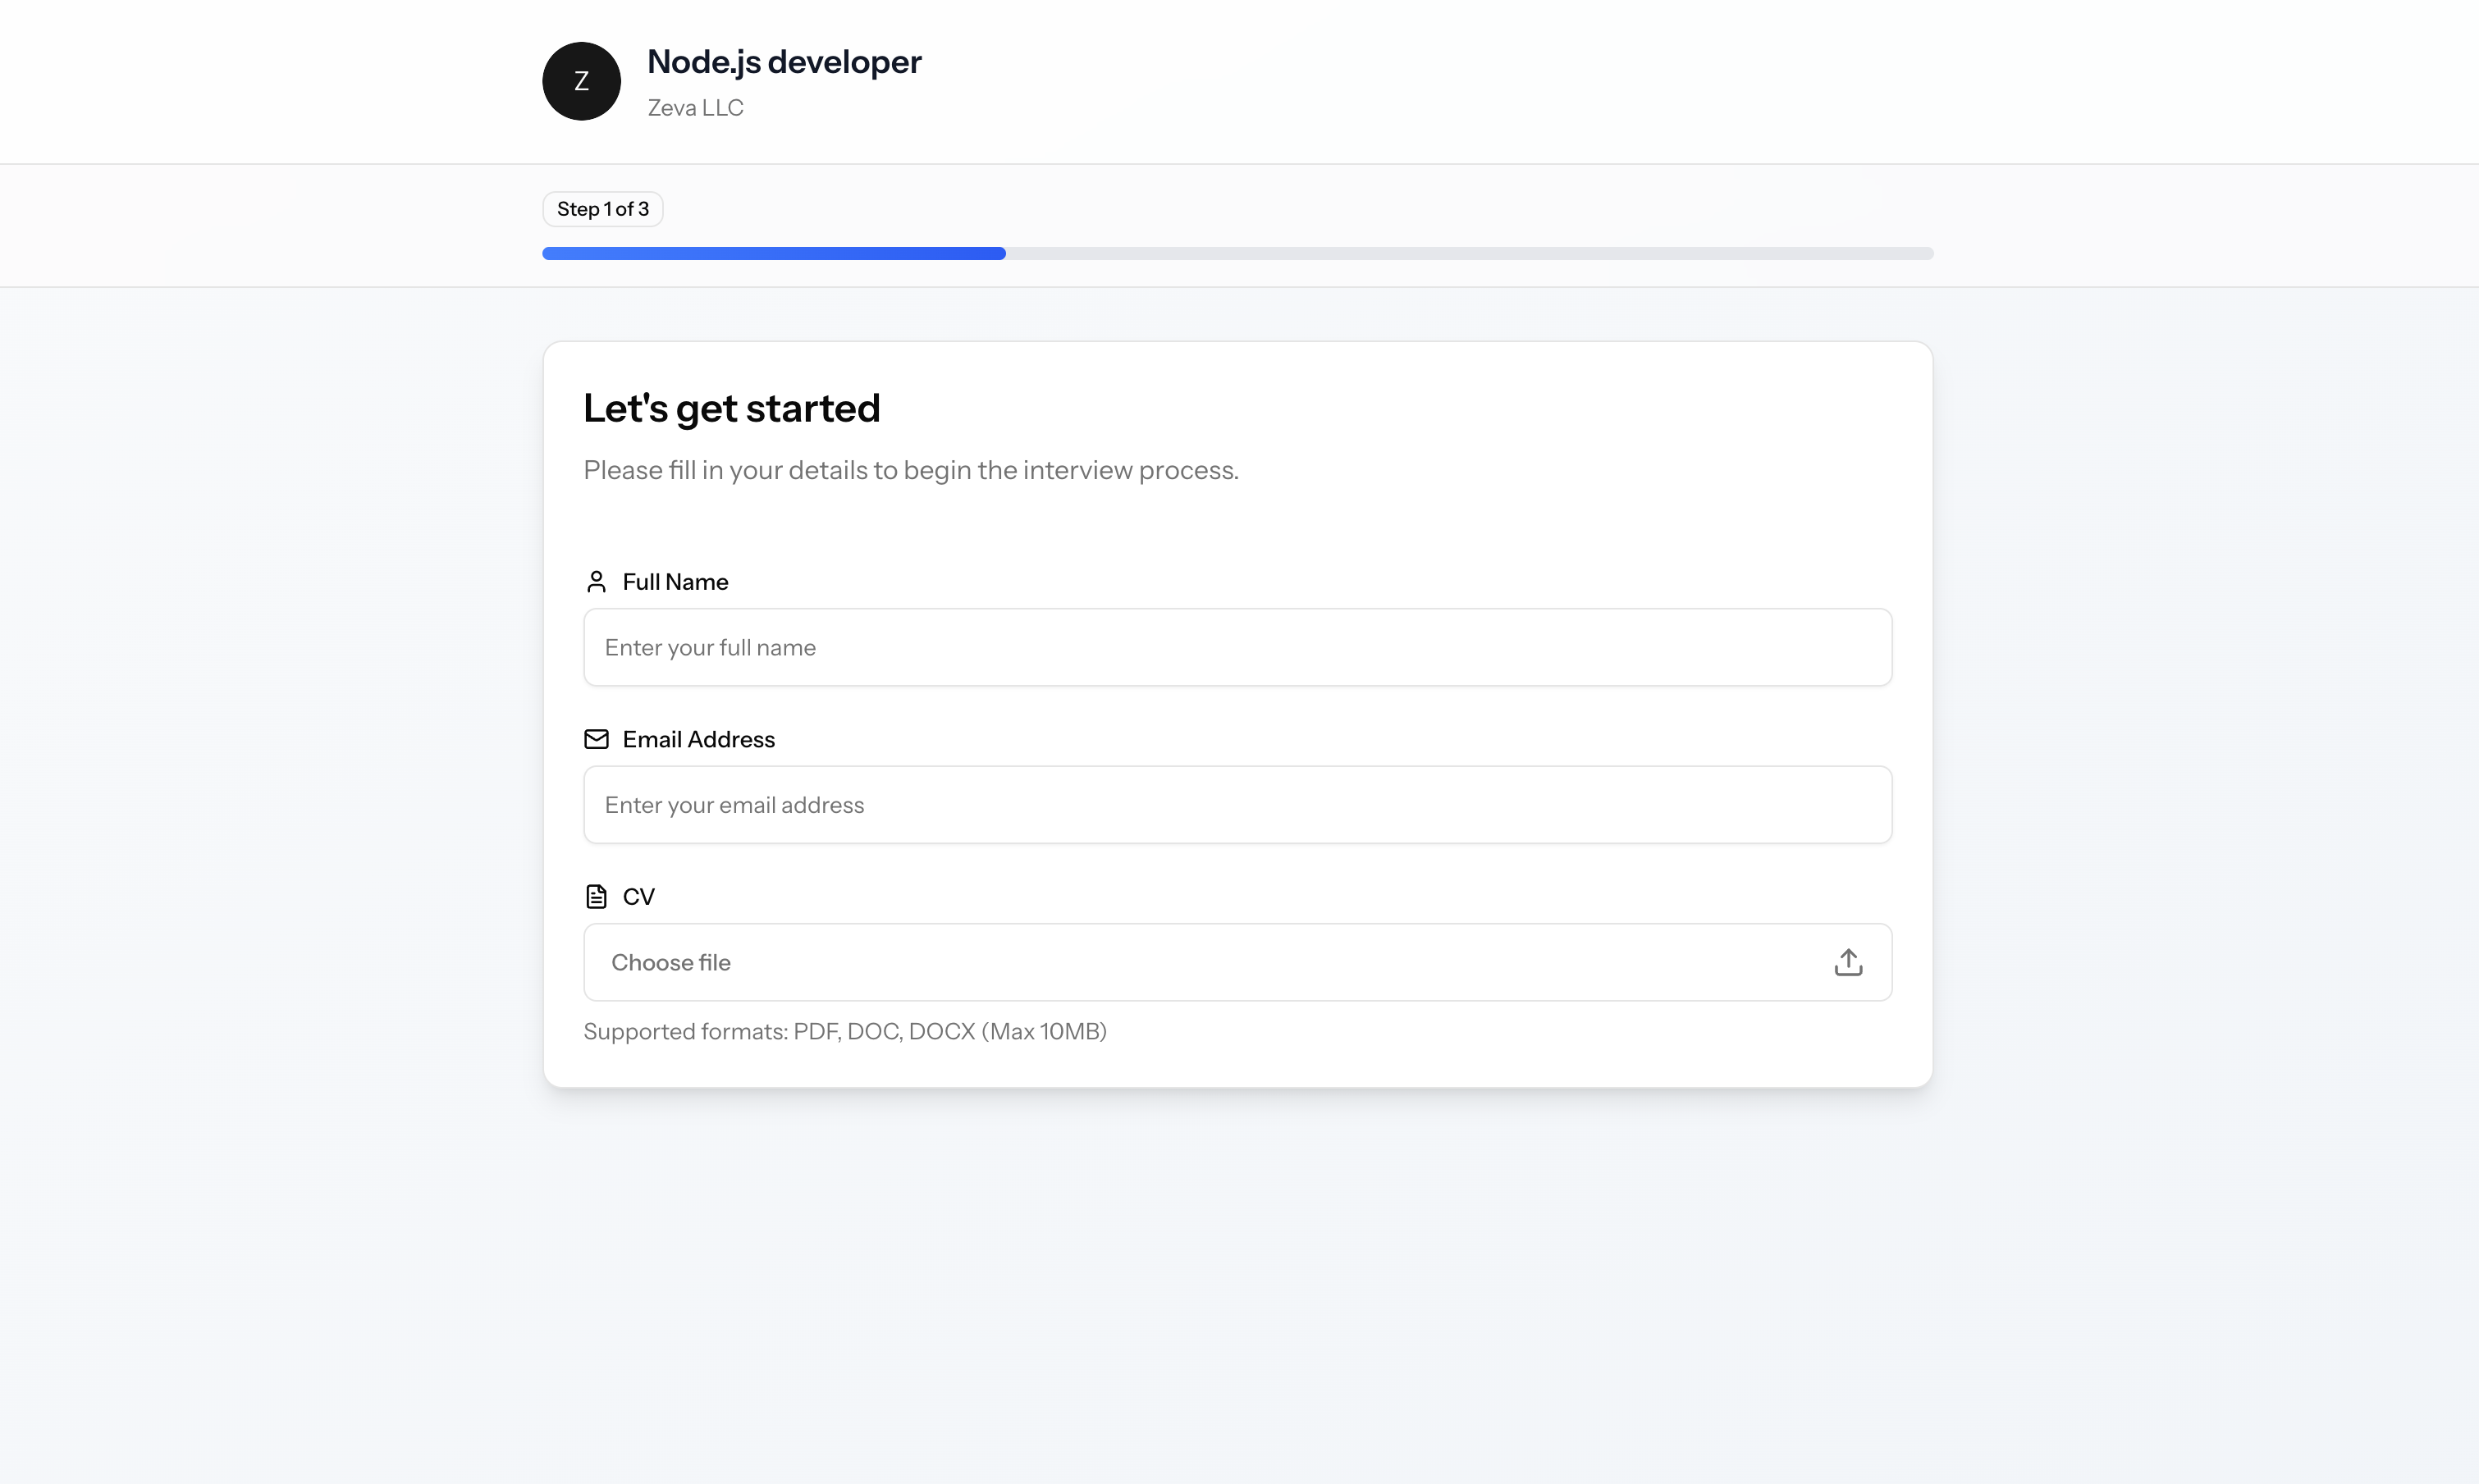 Z
Node.js developer
Zeva LLC
Step 1 of 3
Let's get started
Please fill in your details to begin the interview process.
Full Name
Enter your full name
Email Address
Enter your email address
CV
Choose file
Supported formats: PDF, DOC, DOCX (Max 10MB)